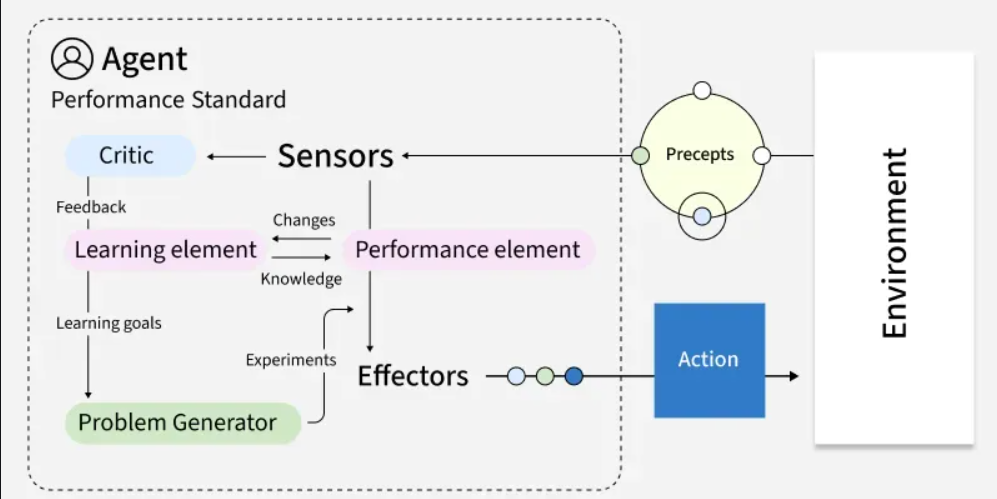 Agent
Performance Standard
Critic
Sensors
Precepts
Feedback
Changes
Learning element
Performance element
Knowledge
Environment
Learning goals
Experiments
Effectors
Action
Problem Generator